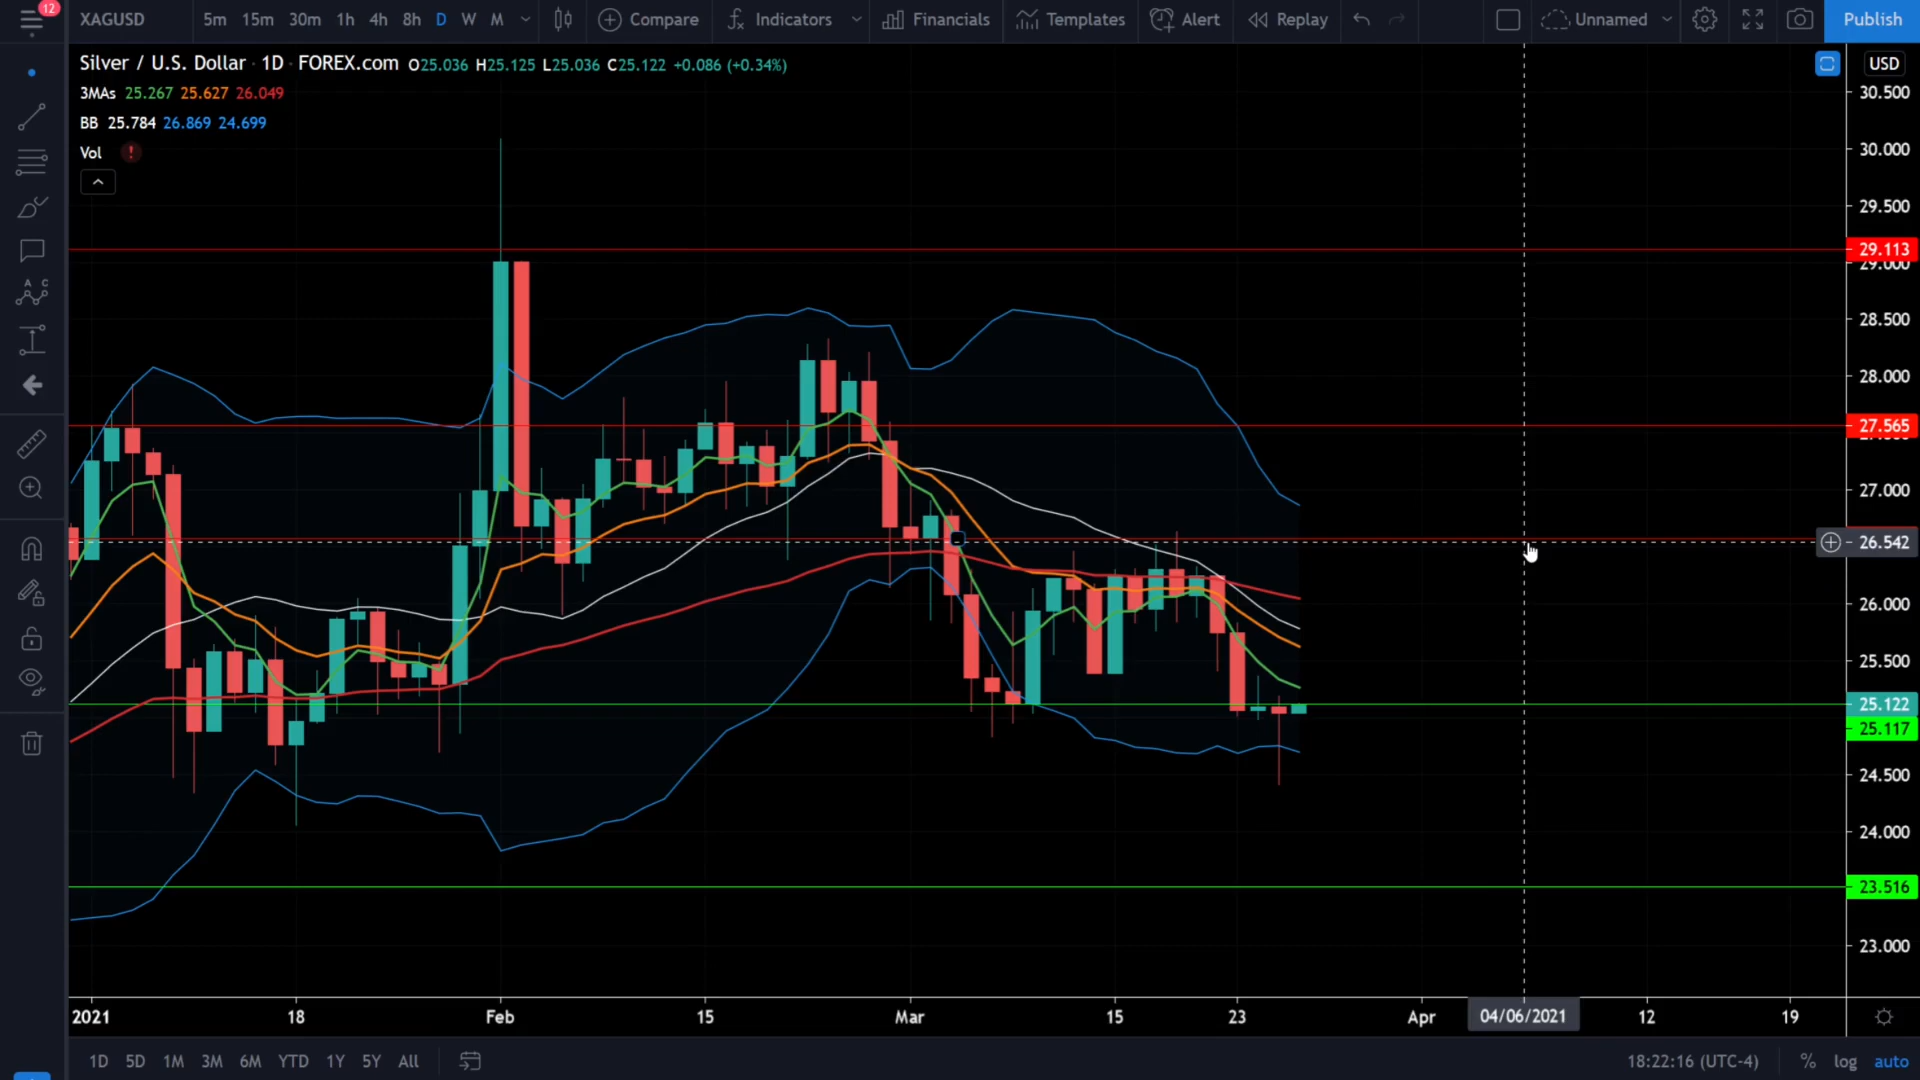 12
XAGUSD 5m 15m 30m 1h 4h 8h D W M Compare Indicators Financials Templates Alert Replay Unnamed Publish
Silver / U.S. Dollar · 1D · FOREX.com O25.036 H25.125 L25.036 C25.122 +0.086 (+0.34%)
USD
3MAs 25.267 25.627 26.049
BB 25.784 26.869 24.699
Vol !
30.500
30.000
29.500
29.113
29.000
28.500
28.000
27.565
27.000
26.542
26.000
25.500
25.122
25.117
24.500
24.000
23.516
23.000
2021 18 Feb 15 Mar 15 23 Apr 04/06/2021 12 19
1D 5D 1M 3M 6M YTD 1Y 5Y All 18:22:16 (UTC-4) % log auto